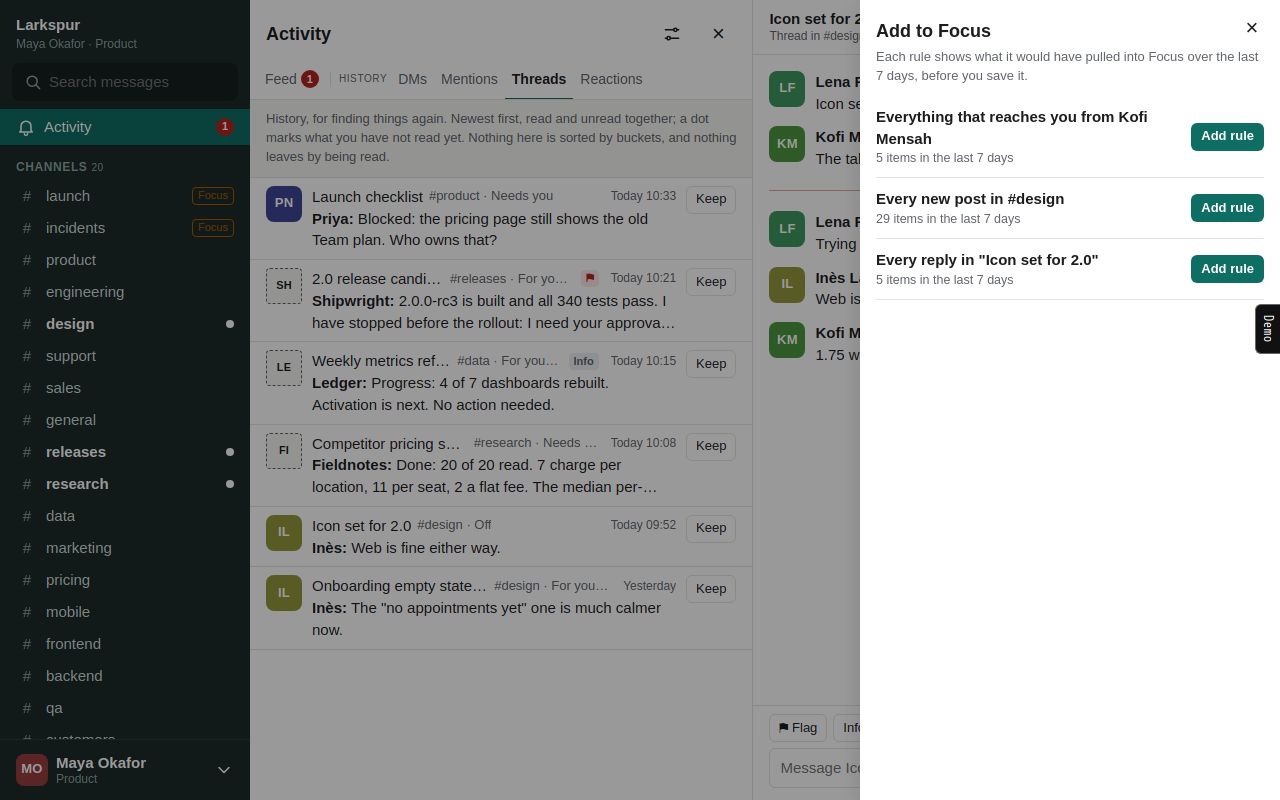 Larkspur
Maya Okafor · Product
Search messages
Activity
1
CHANNELS 20
# launch Focus
# incidents Focus
# product
# engineering
# design
# support
# sales
# general
# releases
# research
# data
# marketing
# pricing
# mobile
# frontend
# backend
# qa
# customers
MO
Maya Okafor
Product
Activity
Feed 1 HISTORY DMs Mentions Threads Reactions
History, for finding things again. Newest first, read and unread together; a dot
marks what you have not read yet. Nothing here is sorted by buckets, and nothing
leaves by being read.
PN
Launch checklist #product · Needs you Today 10:33 Keep
Priya: Blocked: the pricing page still shows the old
Team plan. Who owns that?
SH
2.0 release candi… #releases · For yo… Today 10:21 Keep
Shipwright: 2.0.0-rc3 is built and all 340 tests pass. I
have stopped before the rollout: I need your approva…
LE
Weekly metrics ref… #data · For you… Info Today 10:15 Keep
Ledger: Progress: 4 of 7 dashboards rebuilt.
Activation is next. No action needed.
FI
Competitor pricing s… #research · Needs … Today 10:08 Keep
Fieldnotes: Done: 20 of 20 read. 7 charge per
location, 11 per seat, 2 a flat fee. The median per-…
IL
Icon set for 2.0 #design · Off Today 09:52 Keep
Inès: Web is fine either way.
IL
Onboarding empty state… #design · For you… Yesterday Keep
Inès: The "no appointments yet" one is much calmer
now.
Icon set for 2
Thread in #desig
LF
Lena
Icon se
KM
Kofi M
The tal
LF
Lena
Trying
IL
Inès L
Web is
KM
Kofi M
1.75 w
Flag
Info
Message Ico
Add to Focus
Each rule shows what it would have pulled into Focus over the last
7 days, before you save it.
Everything that reaches you from Kofi
Mensah
5 items in the last 7 days
Add rule
Every new post in #design
29 items in the last 7 days
Add rule
Every reply in "Icon set for 2.0"
5 items in the last 7 days
Add rule
Demo